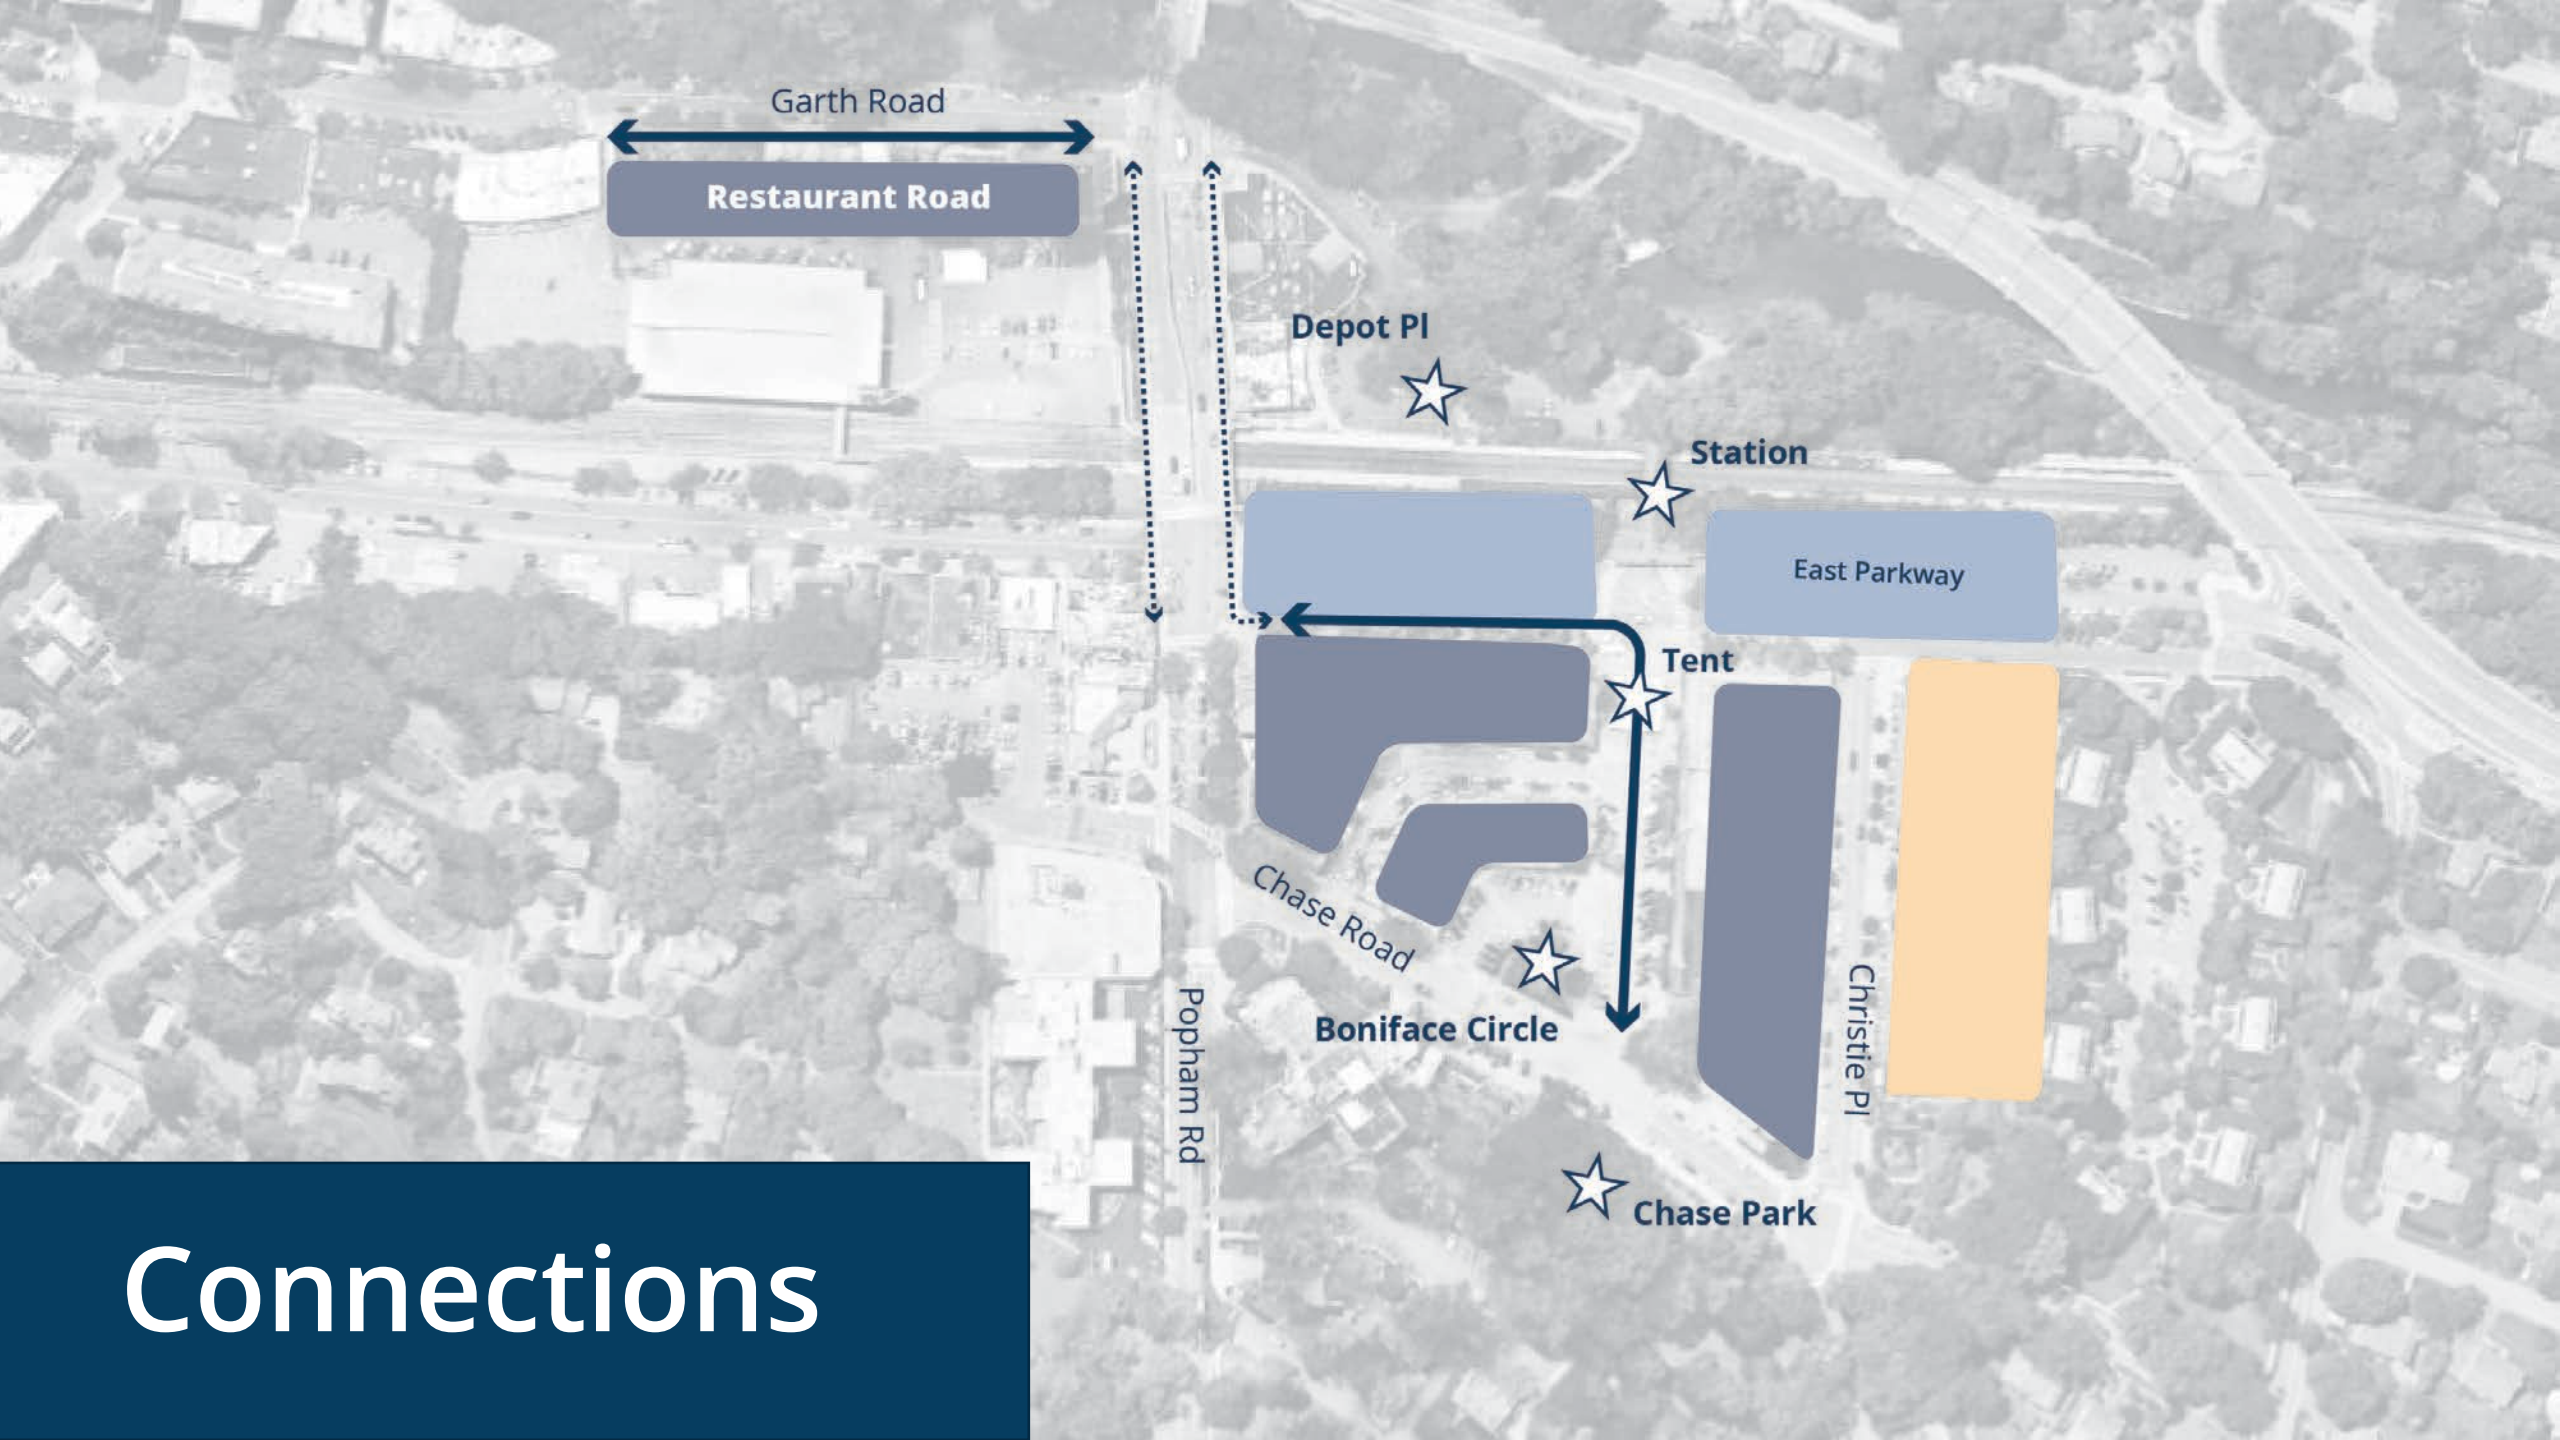 Garth Road
Restaurant Road
Depot Pl
Station
East Parkway
Tent
Chase Road
Christie Pl
Popham Rd
Boniface Circle
Chase Park
Connections